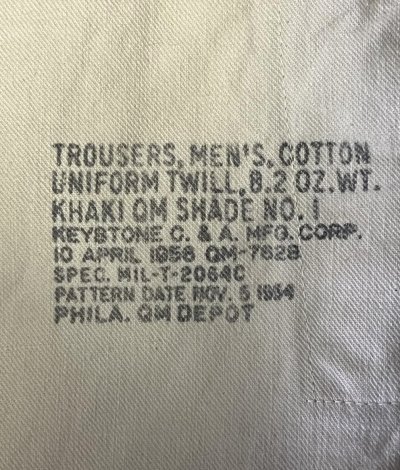 TROUSERS, MEN'S, COTTON
UNIFORM TWILL, 8.2 OZ. WT.
KHAKI QM SHADE NO. 1
KEYSTONE C. & A. MFG. CORP.
10 APRIL 1956 QM-7628
SPEC. MIL-T-2064C
PATTERN DATE NOV. 5 1954
PHILA. QM DEPOT